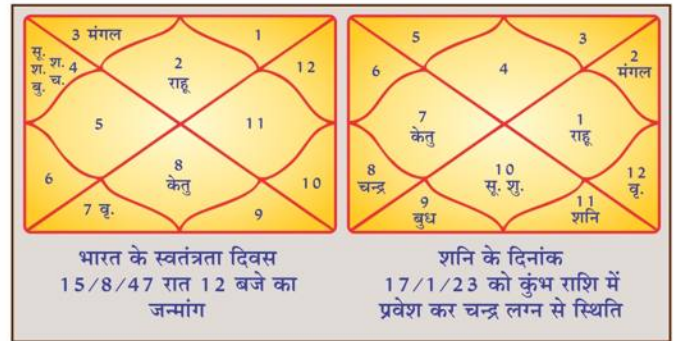 3 मंगल
1
सू.
श. श. 4
बु. च.
2
राहू
12
5
11
8
केतु
6
10
7 वृ.
9
5
3
6
4
2
मंगल
7
केतु
1
राहू
8
चन्द्र
10
सू. शु.
12
वृ.
9
बुध
11
शनि
भारत के स्वतंत्रता दिवस
15/8/47 रात 12 बजे का
जन्मांग
शनि के दिनांक
17/1/23 को कुंभ राशि में
प्रवेश कर चन्द्र लग्न से स्थिति